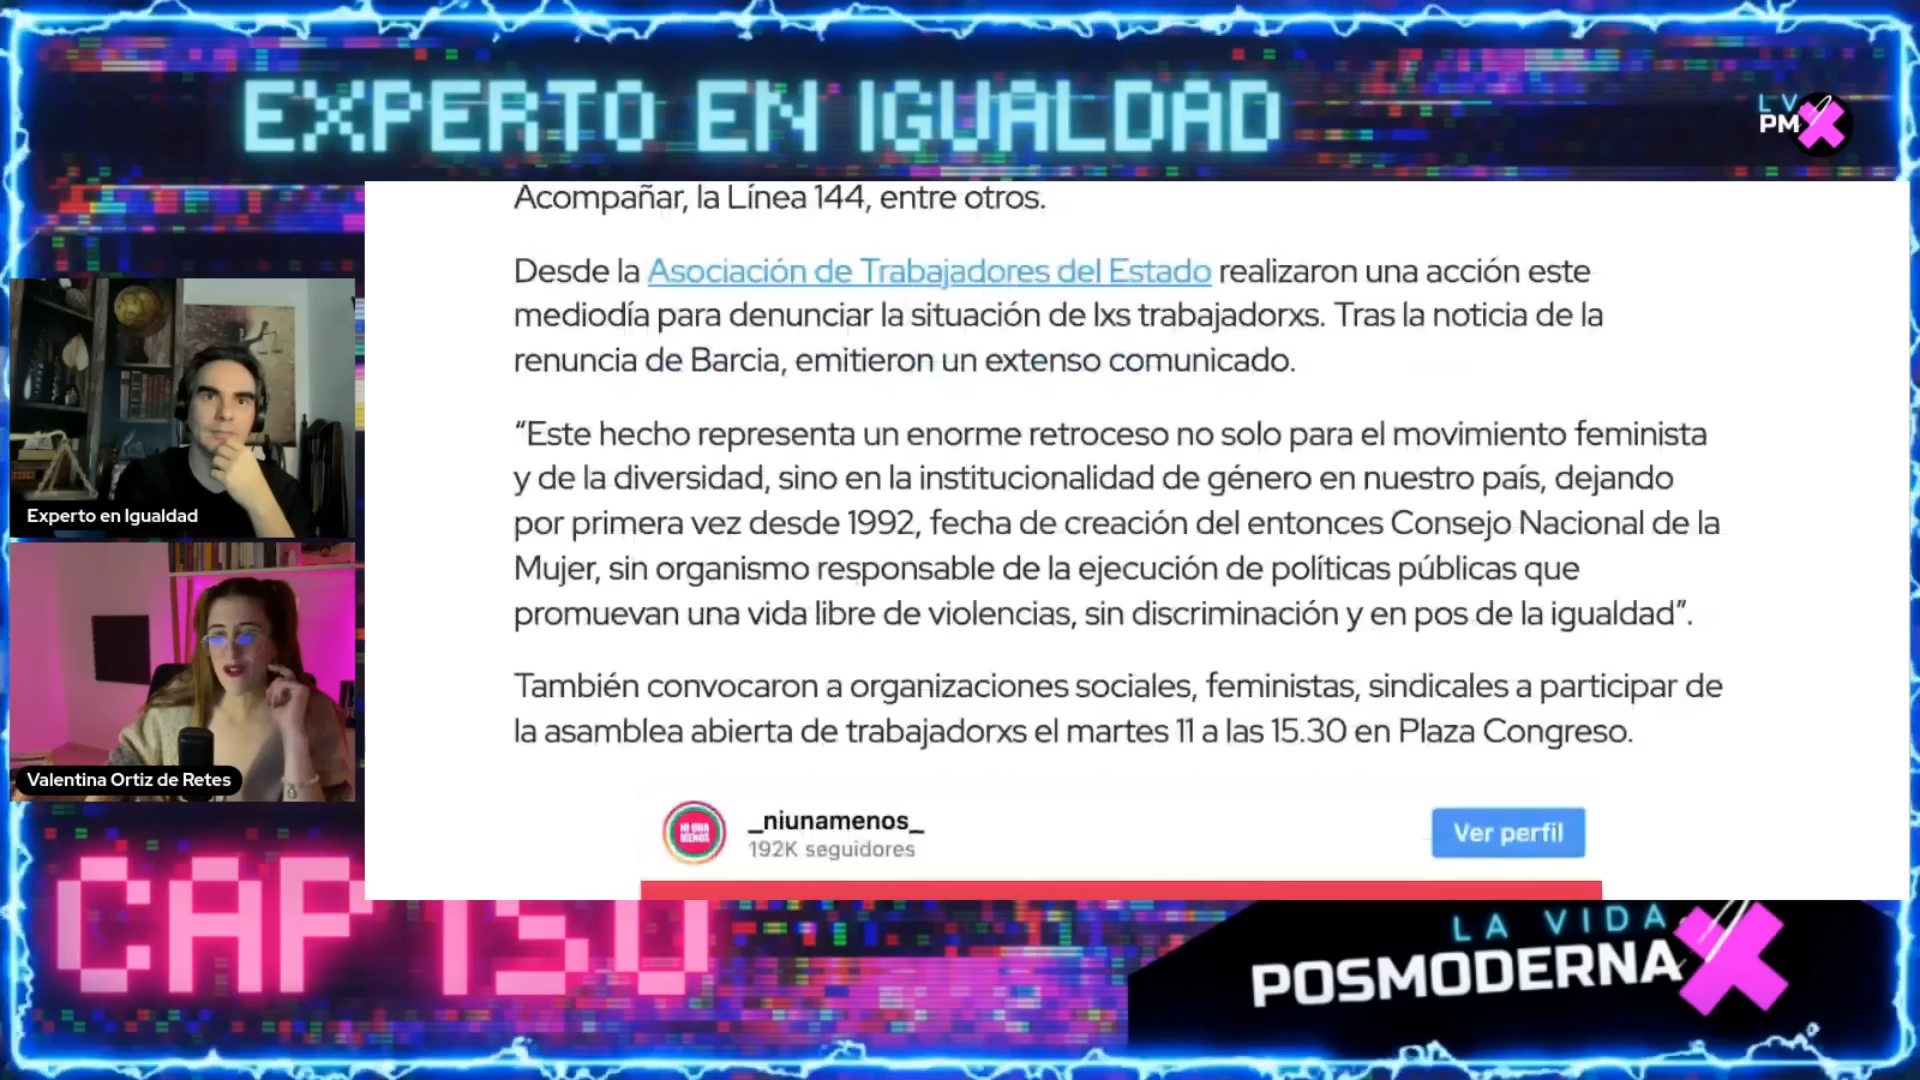 EXPERTO EN IGUALDAD
LV
PM
Acompañar, la Línea 144, entre otros.
Desde la Asociación de Trabajadores del Estado realizaron una acción este
mediodía para denunciar la situación de lxs trabajadorxs. Tras la noticia de la
renuncia de Barcia, emitieron un extenso comunicado.
“Este hecho representa un enorme retroceso no solo para el movimiento feminista
y de la diversidad, sino en la institucionalidad de género en nuestro país, dejando
por primera vez desde 1992, fecha de creación del entonces Consejo Nacional de la
Mujer, sin organismo responsable de la ejecución de políticas públicas que
promuevan una vida libre de violencias, sin discriminación y en pos de la igualdad”.
También convocaron a organizaciones sociales, feministas, sindicales a participar de
la asamblea abierta de trabajadorxs el martes 11 a las 15.30 en Plaza Congreso.
NI UNA
MENOS
_niunamenos_
192K seguidores
Ver perfil
Experto en Igualdad
Valentina Ortiz de Retes
CAP 150
LA VIDA
POSMODERNA